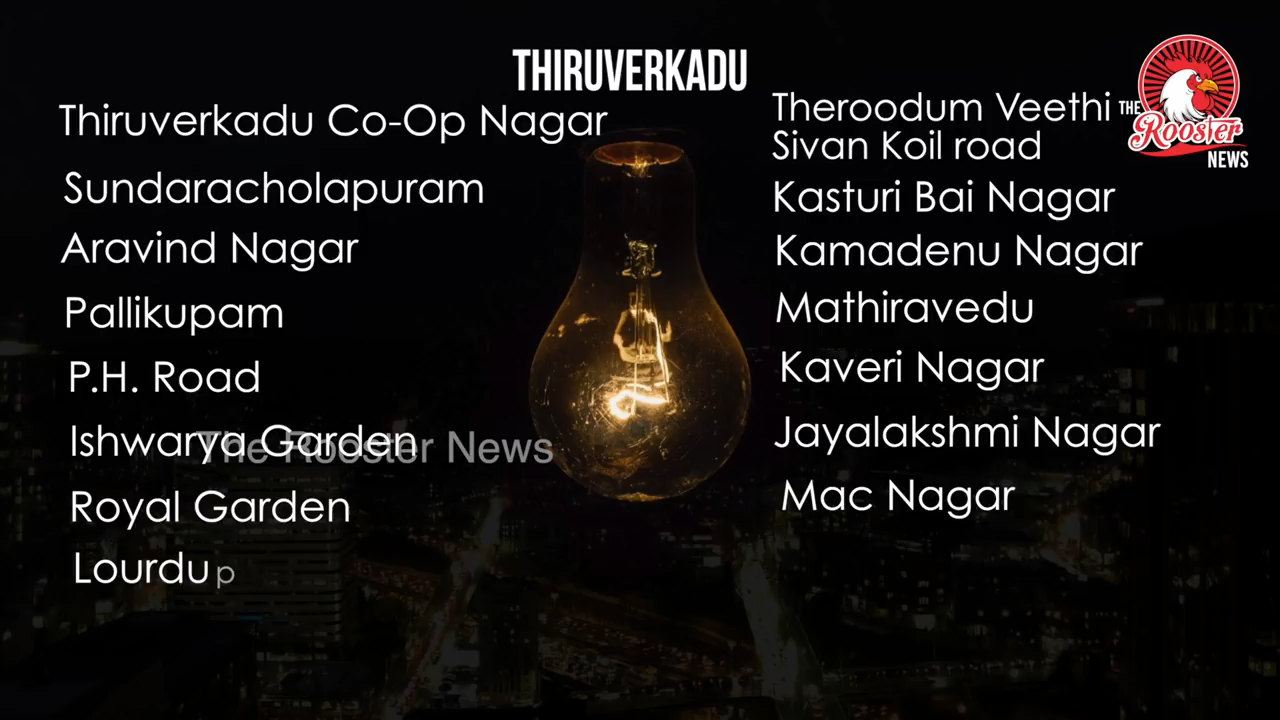 THIRUVERKADU
Thiruverkadu Co-Op Nagar
Sundaracholapuram
Aravind Nagar
Pallikupam
P.H. Road
Ishwarya Garden
The Rooster News
Royal Garden
Lourdup
Theroodum Veethi
Sivan Koil road
Kasturi Bai Nagar
Kamadenu Nagar
Mathiravedu
Kaveri Nagar
Jayalakshmi Nagar
Mac Nagar
THE
Rooster
NEWS